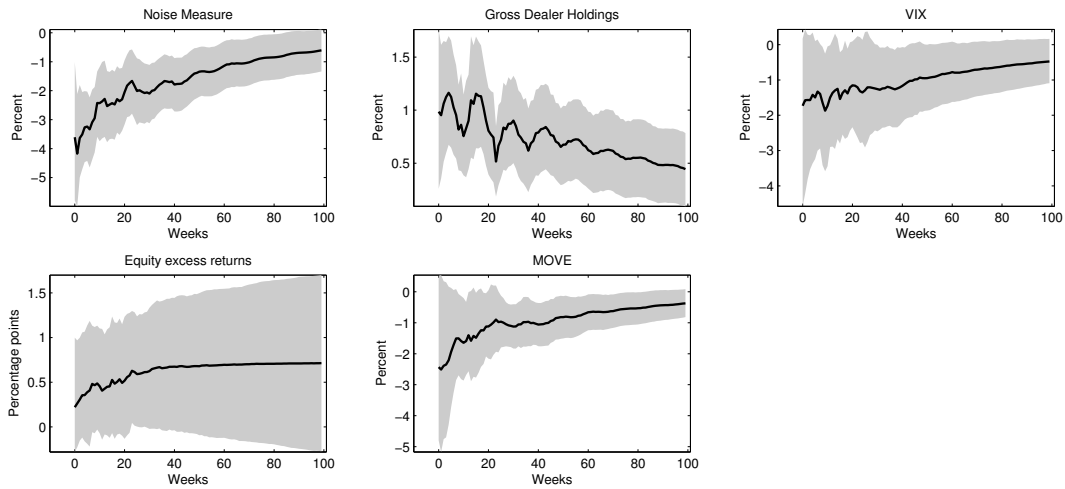 Noise Measure
Percent
0
−1
−2
−3
−4
−5
0 20 40 60 80 100
Weeks
Gross Dealer Holdings
Percent
1.5
1
0.5
0 20 40 60 80 100
Weeks
VIX
Percent
0
−1
−2
−3
−4
0 20 40 60 80 100
Weeks
Equity excess returns
Percentage points
1.5
1
0.5
0
0 20 40 60 80 100
Weeks
MOVE
Percent
0
−1
−2
−3
−4
−5
0 20 40 60 80 100
Weeks